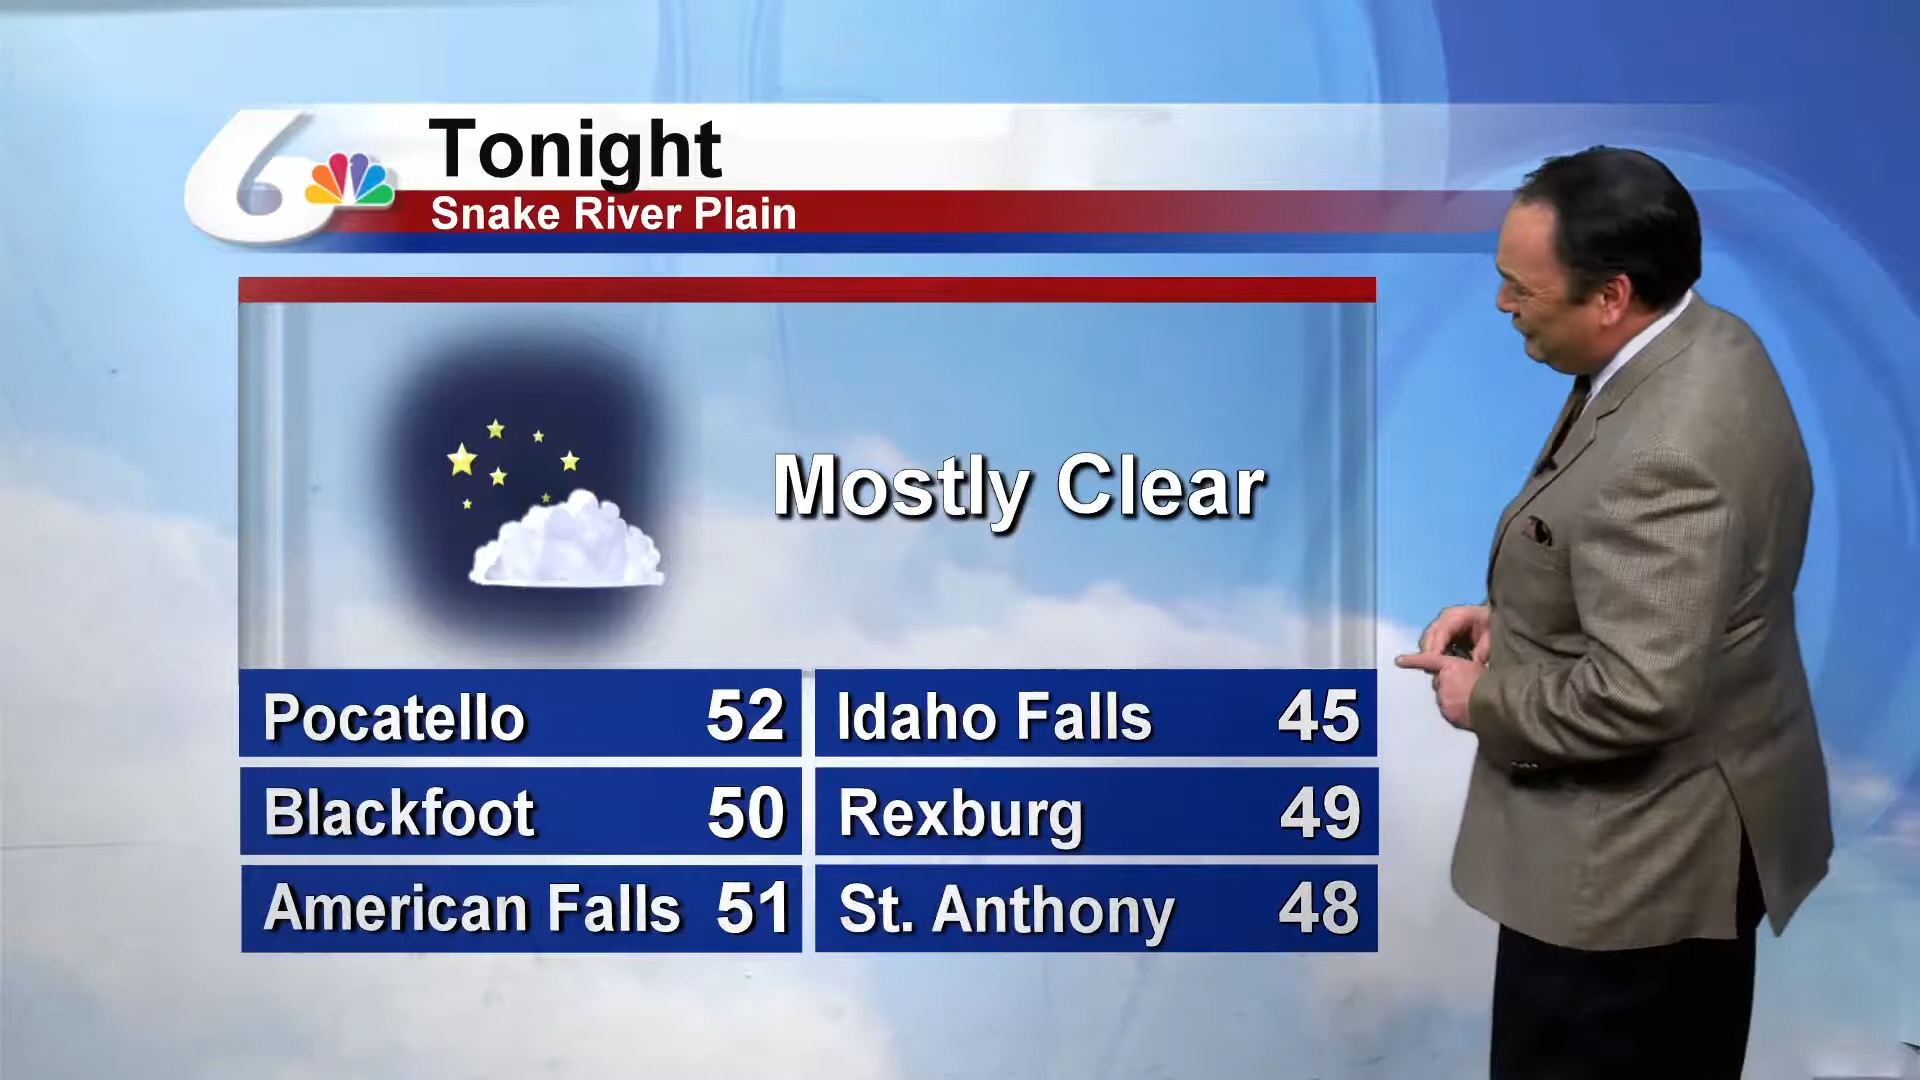 6
Tonight
Snake River Plain
Mostly Clear
Pocatello 52
Idaho Falls 45
Blackfoot 50
Rexburg 49
American Falls 51
St. Anthony 48